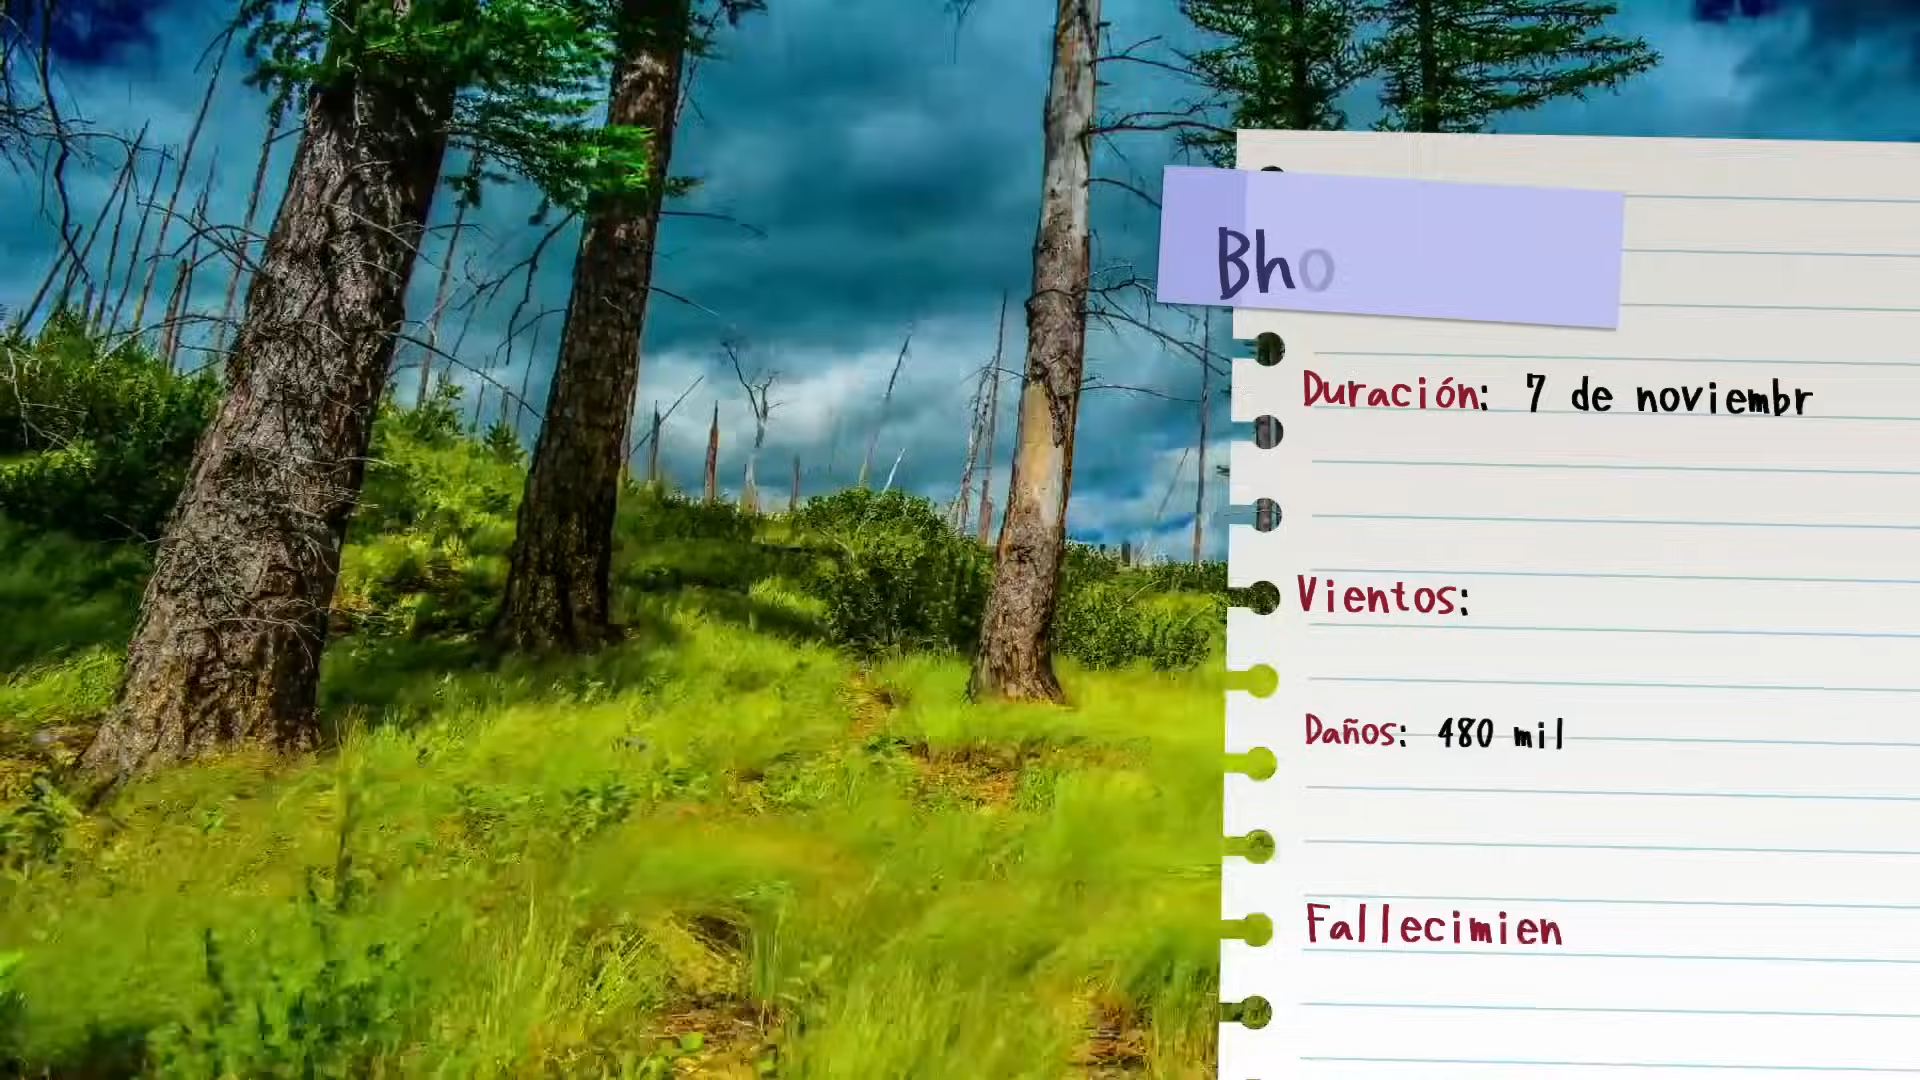 Bho
Duración: 7 de noviembr
Vientos:
Daños: 480 mil
Fallecimien